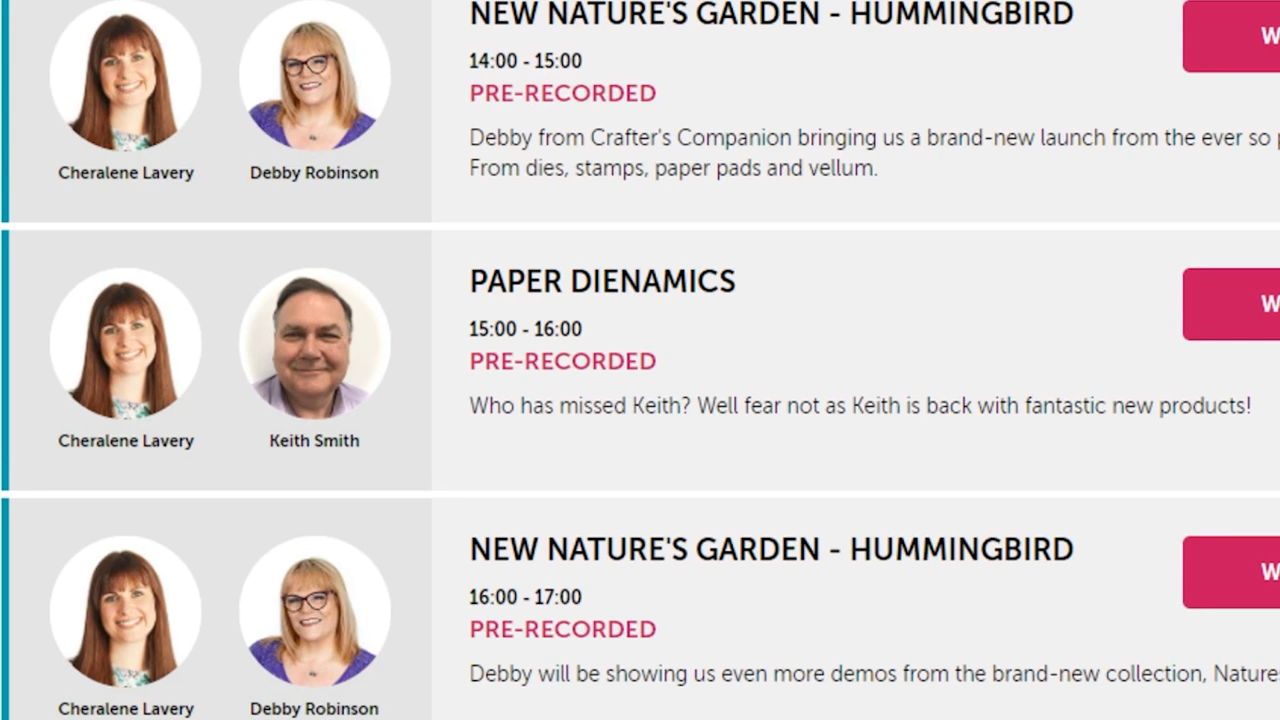 NEW NATURE'S GARDEN - HUMMINGBIRD
W
14:00 - 15:00
PRE-RECORDED
Debby from Crafter's Companion bringing us a brand-new launch from the ever so
From dies, stamps, paper pads and vellum.
Cheralene Lavery
Debby Robinson
PAPER DIENAMICS
W
15:00 - 16:00
PRE-RECORDED
Who has missed Keith? Well fear not as Keith is back with fantastic new products!
Cheralene Lavery
Keith Smith
NEW NATURE'S GARDEN - HUMMINGBIRD
W
16:00 - 17:00
PRE-RECORDED
Debby will be showing us even more demos from the brand-new collection, Nature
Cheralene Lavery
Debby Robinson